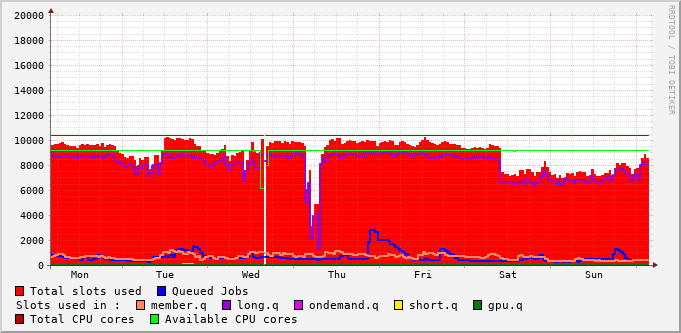 RRDTOOL / TOBI OETIKER
20000
18000
16000
14000
12000
10000
8000
6000
4000
2000
0
Mon Tue Wed Thu Fri Sat Sun
Total slots used Queued Jobs
Slots used in : member.q long.q ondemand.q short.q gpu.q
Total CPU cores Available CPU cores